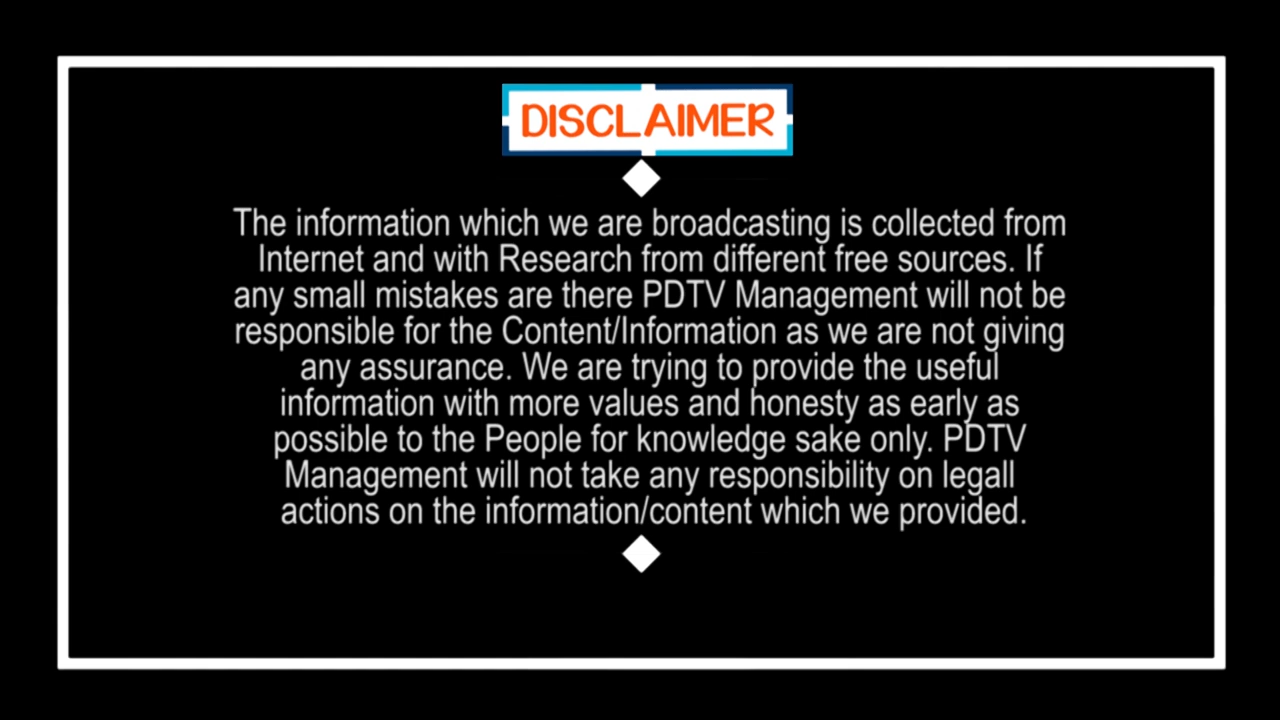 DISCLAIMER
The information which we are broadcasting is collected from
Internet and with Research from different free sources. If
any small mistakes are there PDTV Management will not be
responsible for the Content/Information as we are not giving
any assurance. We are trying to provide the useful
information with more values and honesty as early as
possible to the People for knowledge sake only. PDTV
Management will not take any responsibility on legall
actions on the information/content which we provided.